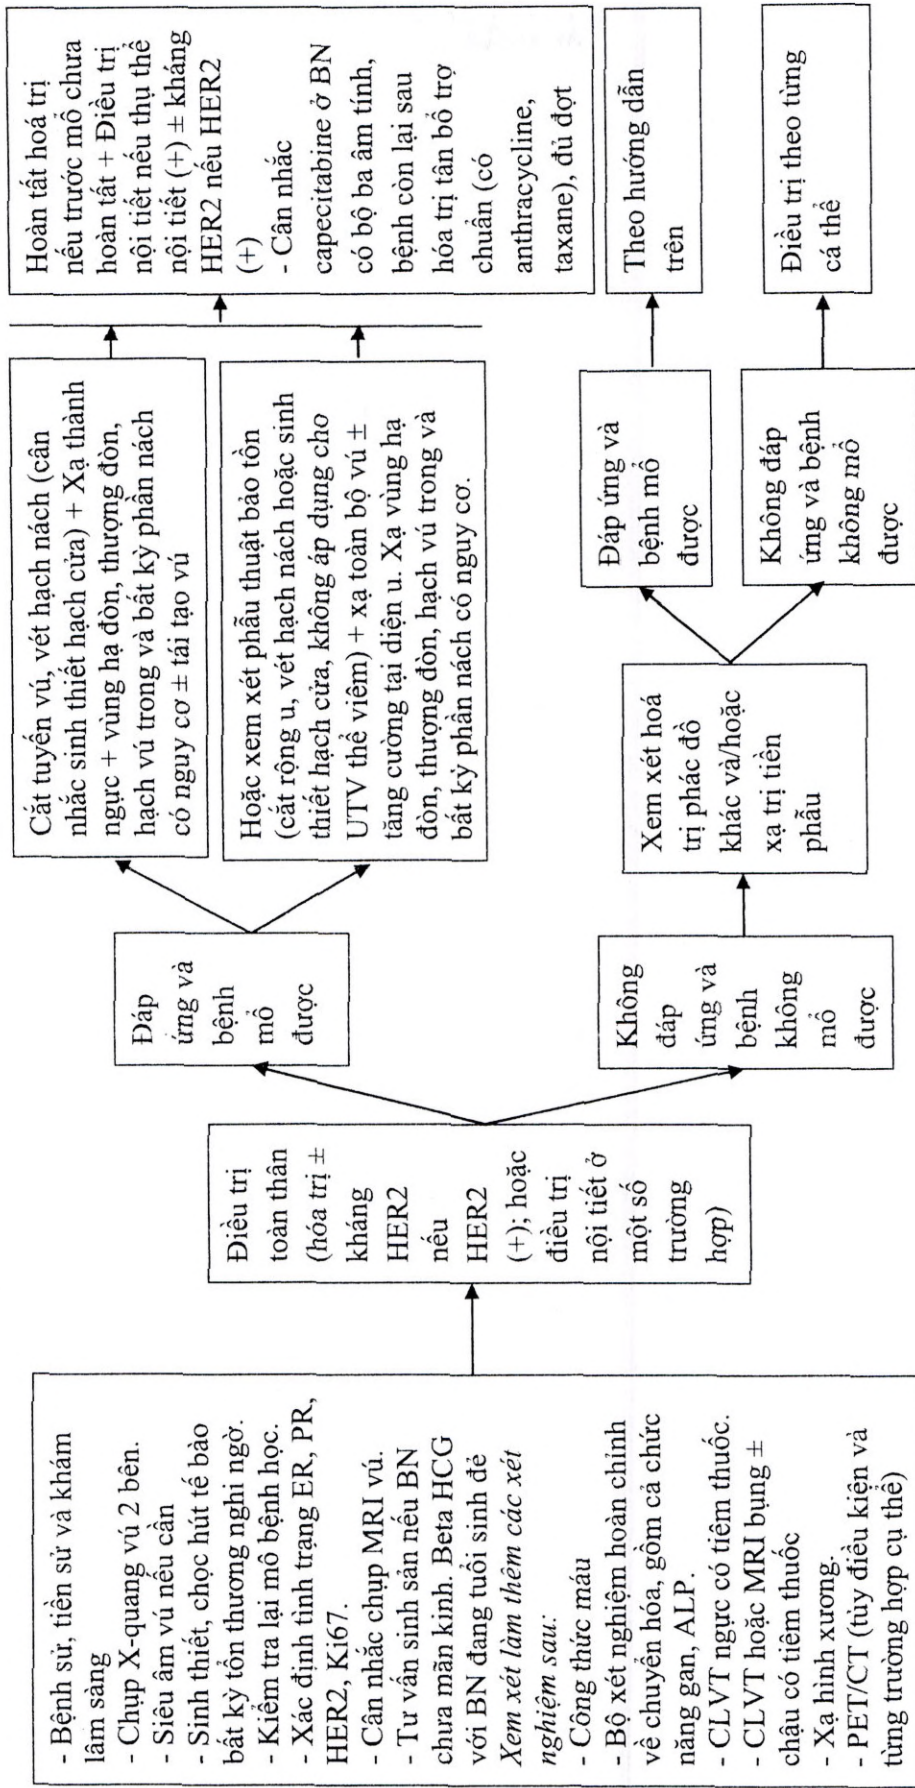 - Bệnh sử, tiền sử và khám
lâm sàng
- Chụp X-quang vú 2 bên.
- Siêu âm vú nếu cần
- Sinh thiết, chọc hút tế bào
bất kỳ tổn thương nghi ngờ.
- Kiểm tra lại mô bệnh học.
- Xác định tình trạng ER, PR,
HER2, Ki67.
- Cân nhắc chụp MRI vú.
- Tư vấn sinh sản nếu BN
chưa mãn kinh. Beta HCG
với BN đang tuổi sinh đẻ
Xem xét làm thêm các xét
nghiệm sau:
- Công thức máu
- Bộ xét nghiệm hoàn chỉnh
về chuyển hóa, gồm cả chức
năng gan, ALP.
- CLVT ngực có tiêm thuốc.
- CLVT hoặc MRI bụng ±
chậu có tiêm thuốc
- Xạ hình xương.
- PET/CT (tùy điều kiện và
từng trường hợp cụ thể)
Điều trị
toàn thân
(hóa trị ±
kháng
HER2
nếu
HER2
(+); hoặc
điều trị
nội tiết ở
một số
trường
hợp)
Đáp
ứng và
bệnh
mổ
được
Không
đáp
ứng và
bệnh
không
mổ
được
Cắt tuyến vú, vét hạch nách (cân
nhắc sinh thiết hạch cửa) + Xạ thành
ngực + vùng hạ đòn, thượng đòn,
hạch vú trong và bất kỳ phần nách
có nguy cơ ± tái tạo vú
Hoặc xem xét phẫu thuật bảo tồn
(cắt rộng u, vét hạch nách hoặc sinh
thiết hạch cửa, không áp dụng cho
UTV thể viêm) + xạ toàn bộ vú ±
tăng cường tại diện u. Xạ vùng hạ
đòn, thượng đòn, hạch vú trong và
bất kỳ phần nách có nguy cơ.
Xem xét hoá
trị phác đồ
khác và/hoặc
xạ trị tiền
phẫu
Đáp ứng và
bệnh mổ
được
Không đáp
ứng và bệnh
không mổ
được
Hoàn tất hoá trị
nếu trước mổ chưa
hoàn tất + Điều trị
nội tiết nếu thụ thể
nội tiết (+) ± kháng
HER2 nếu HER2
(+)
- Cân nhắc
capecitabine ở BN
có bộ ba âm tính,
bệnh còn lại sau
hóa trị tân bổ trợ
chuẩn (có
anthracycline,
taxane), đủ đợt
Theo hướng dẫn
trên
Điều trị theo từng
cá thể